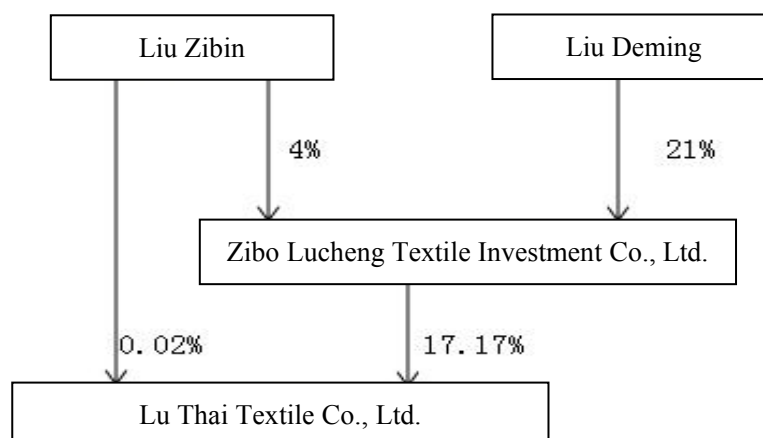 Liu Zibin
Liu Deming
4%
21%
Zibo Lucheng Textile Investment Co., Ltd.
0.02%
17.17%
Lu Thai Textile Co., Ltd.